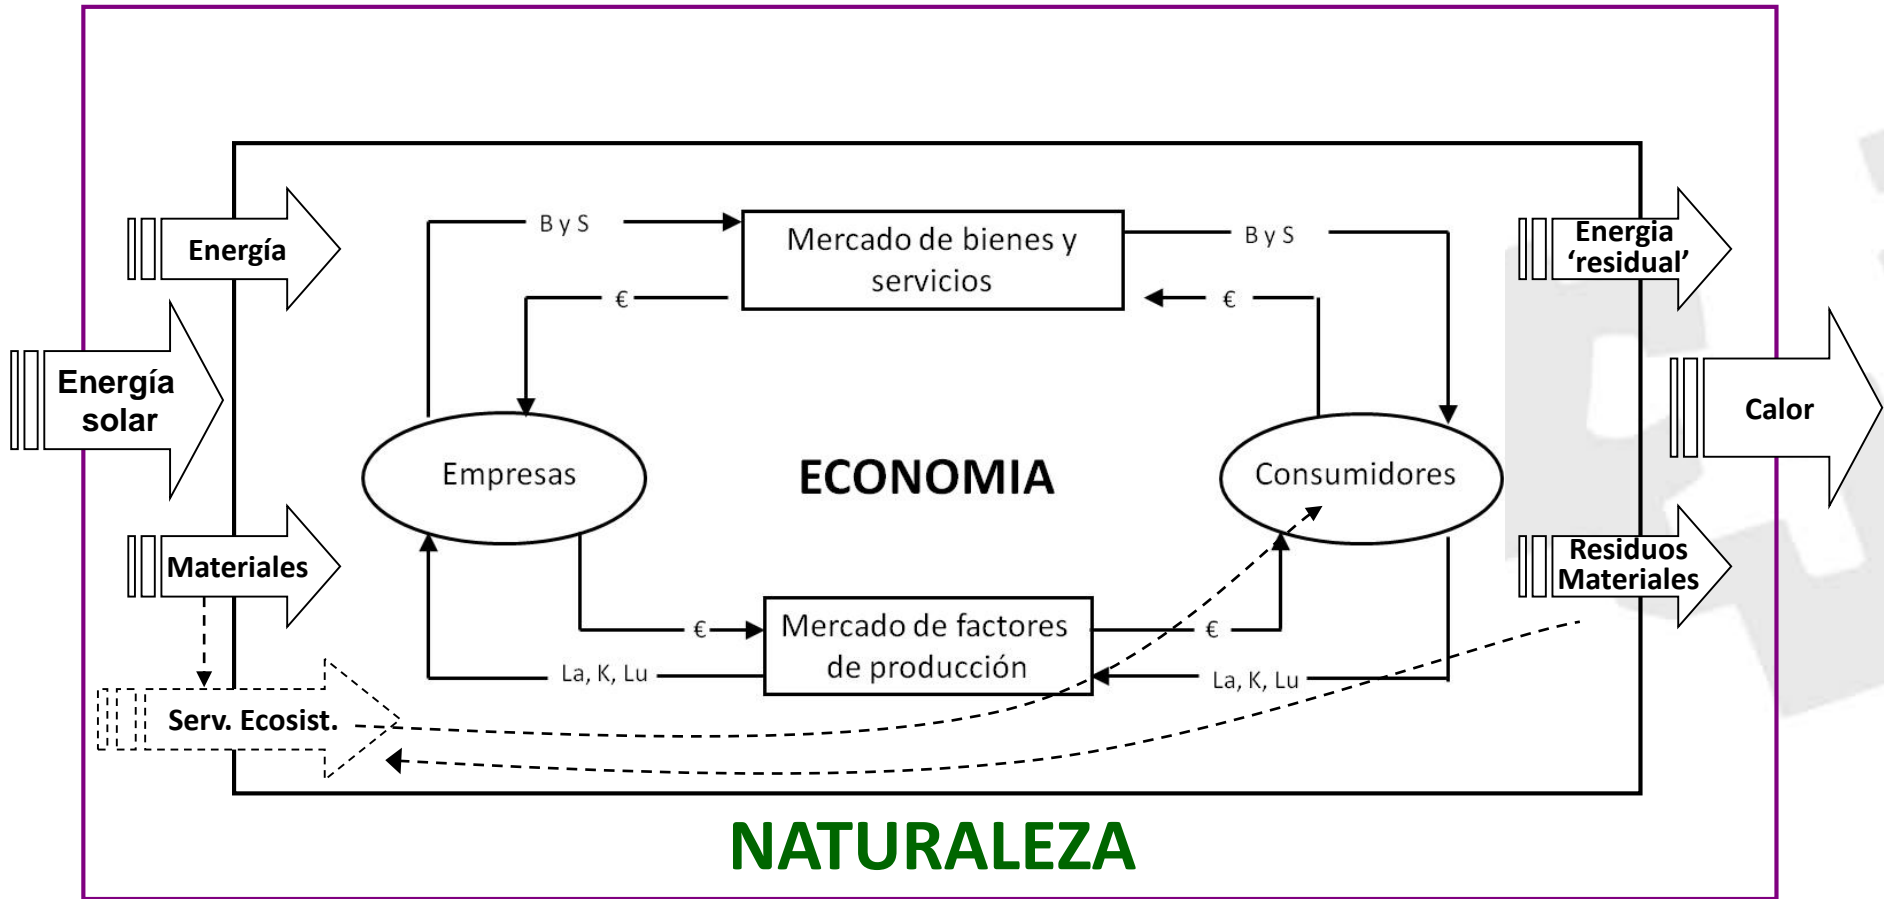 B y S
Mercado de bienes y
servicios
B y S
Energía
Energia
‘residual’
€
€
Energía
solar
Calor
Empresas
ECONOMIA
Consumidores
Materiales
Residuos
Materiales
€
Mercado de factores
de producción
€
La, K, Lu
La, K, Lu
Serv. Ecosist.
NATURALEZA